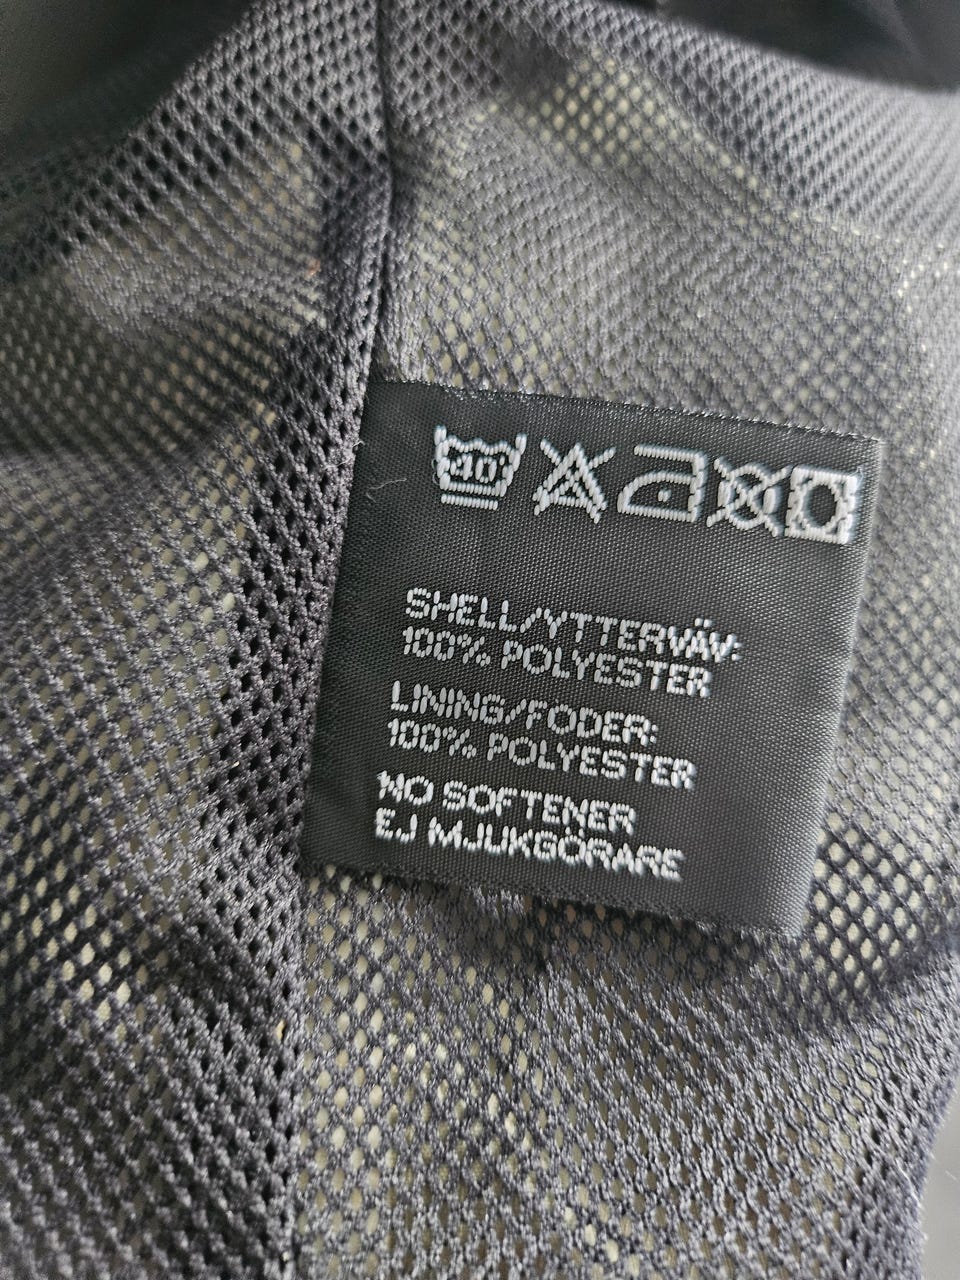 40
SHELL/YTTERVÄV:
100% POLYESTER
LINING/FODER:
100% POLYESTER
NO SOFTENER
EJ MJUKGÖRARE